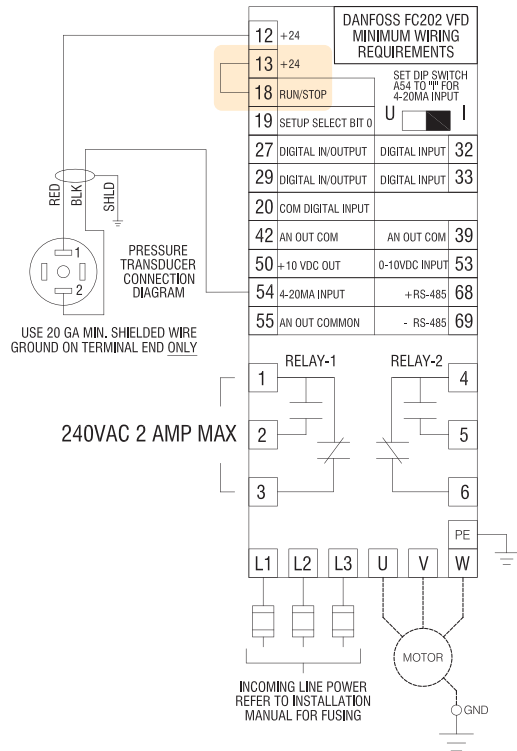 DANFOSS FC202 VFD
MINIMUM WIRING
REQUIREMENTS
SET DIP SWITCH
A54 TO "I" FOR
4-20MA INPUT
U I
12 +24
13 +24
18 RUN/STOP
19 SETUP SELECT BIT 0
27 DIGITAL IN/OUTPUT DIGITAL INPUT 32
29 DIGITAL IN/OUTPUT DIGITAL INPUT 33
20 COM DIGITAL INPUT
42 AN OUT COM AN OUT COM 39
50 +10 VDC OUT 0-10VDC INPUT 53
54 4-20MA INPUT +RS-485 68
55 AN OUT COMMON - RS-485 69
RED
BLK
SHLD
1
2
PRESSURE
TRANSDUCER
CONNECTION
DIAGRAM
USE 20 GA MIN. SHIELDED WIRE
GROUND ON TERMINAL END ONLY
RELAY-1 RELAY-2
1 4
240VAC 2 AMP MAX 2 5
3 6
PE
L1 L2 L3 U V W
MOTOR
INCOMING LINE POWER
REFER TO INSTALLATION
MANUAL FOR FUSING
GND